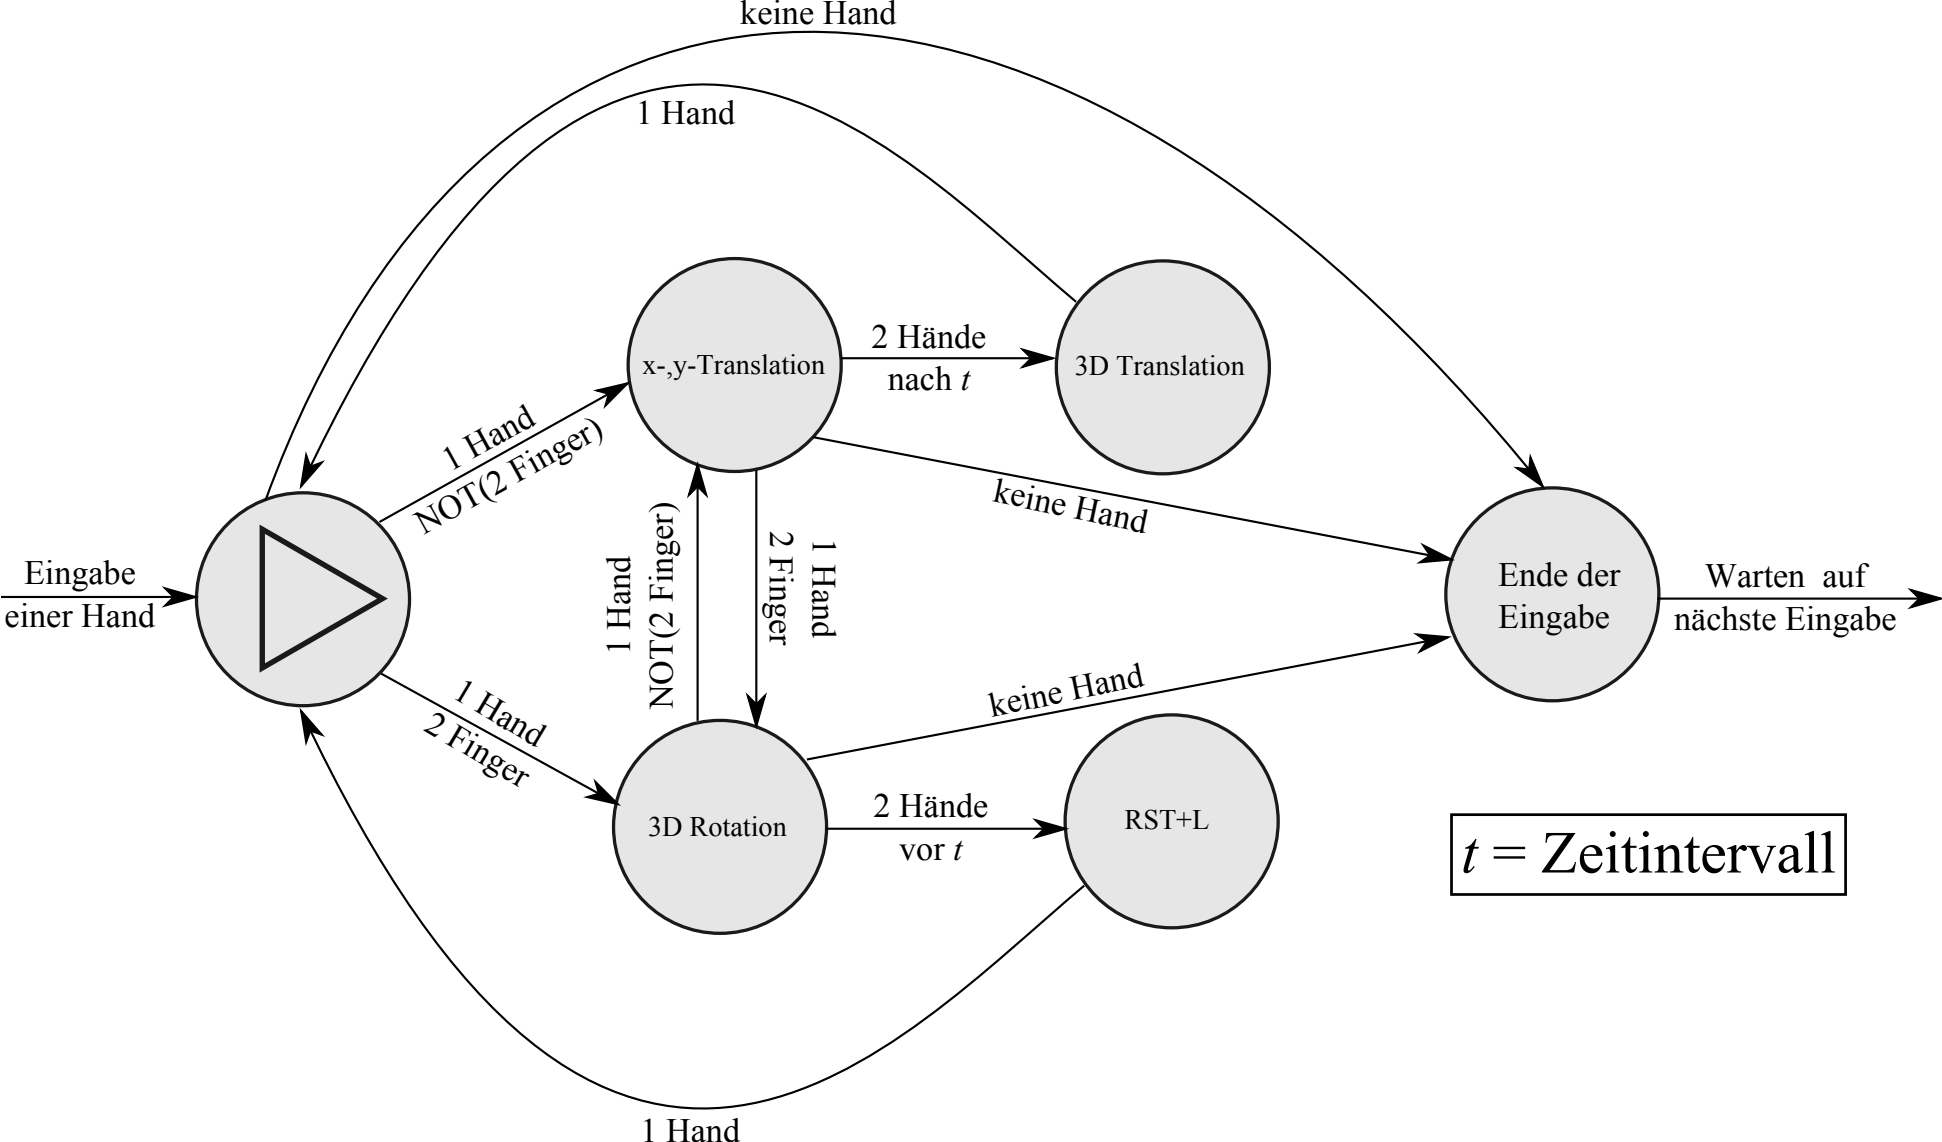 keine Hand
1 Hand
2 Hände
nach t
x-,y-Translation
3D Translation
1 Hand
NOT(2 Finger)
keine Hand
1 Hand
NOT(2 Finger)
1 Hand
2 Finger
Eingabe
einer Hand
Ende der
Eingabe
Warten auf
nächste Eingabe
1 Hand
2 Finger
keine Hand
3D Rotation
2 Hände
vor t
RST+L
t = Zeitintervall
1 Hand